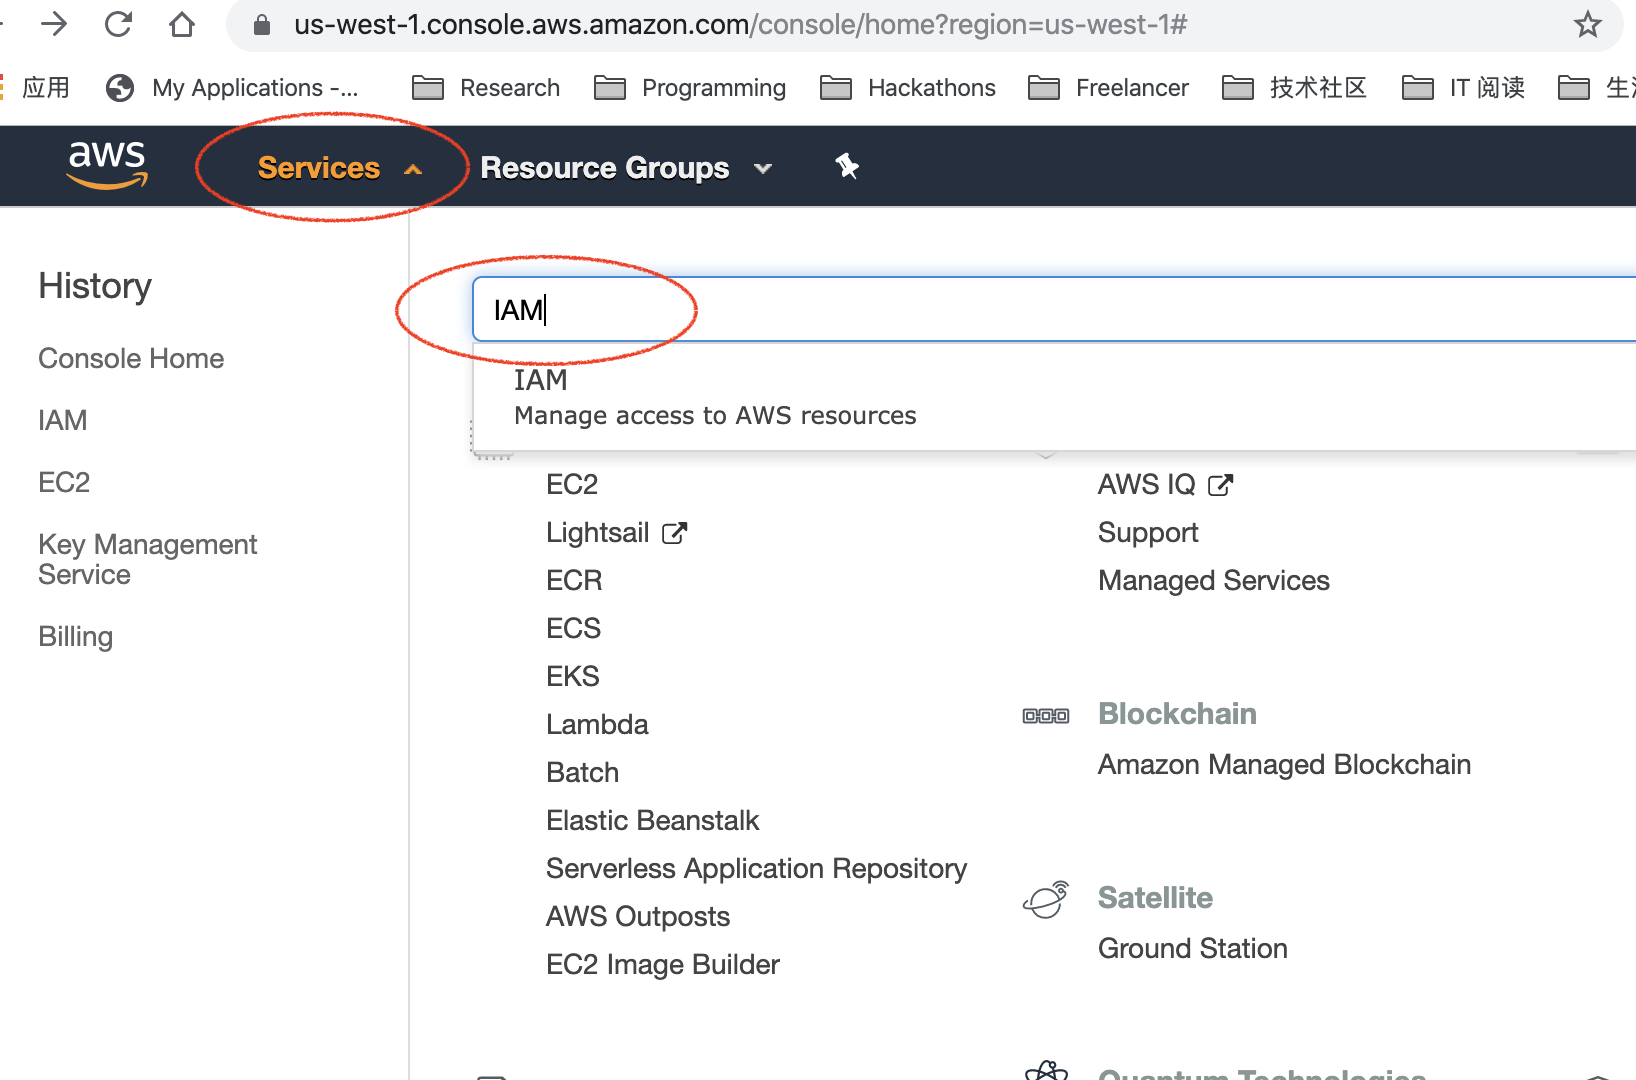 us-west-1.console.aws.amazon.com/console/home?region=us-west-1#
应用 My Applications -... Research Programming Hackathons Freelancer 技术社区 IT 阅读
aws Services Resource Groups
History
Console Home
IAM
EC2
Key Management
Service
Billing
IAM
IAM
Manage access to AWS resources
EC2
Lightsail
ECR
ECS
EKS
Lambda
Batch
Elastic Beanstalk
Serverless Application Repository
AWS Outposts
EC2 Image Builder
AWS IQ
Support
Managed Services
Blockchain
Amazon Managed Blockchain
Satellite
Ground Station
Quantum Technologies